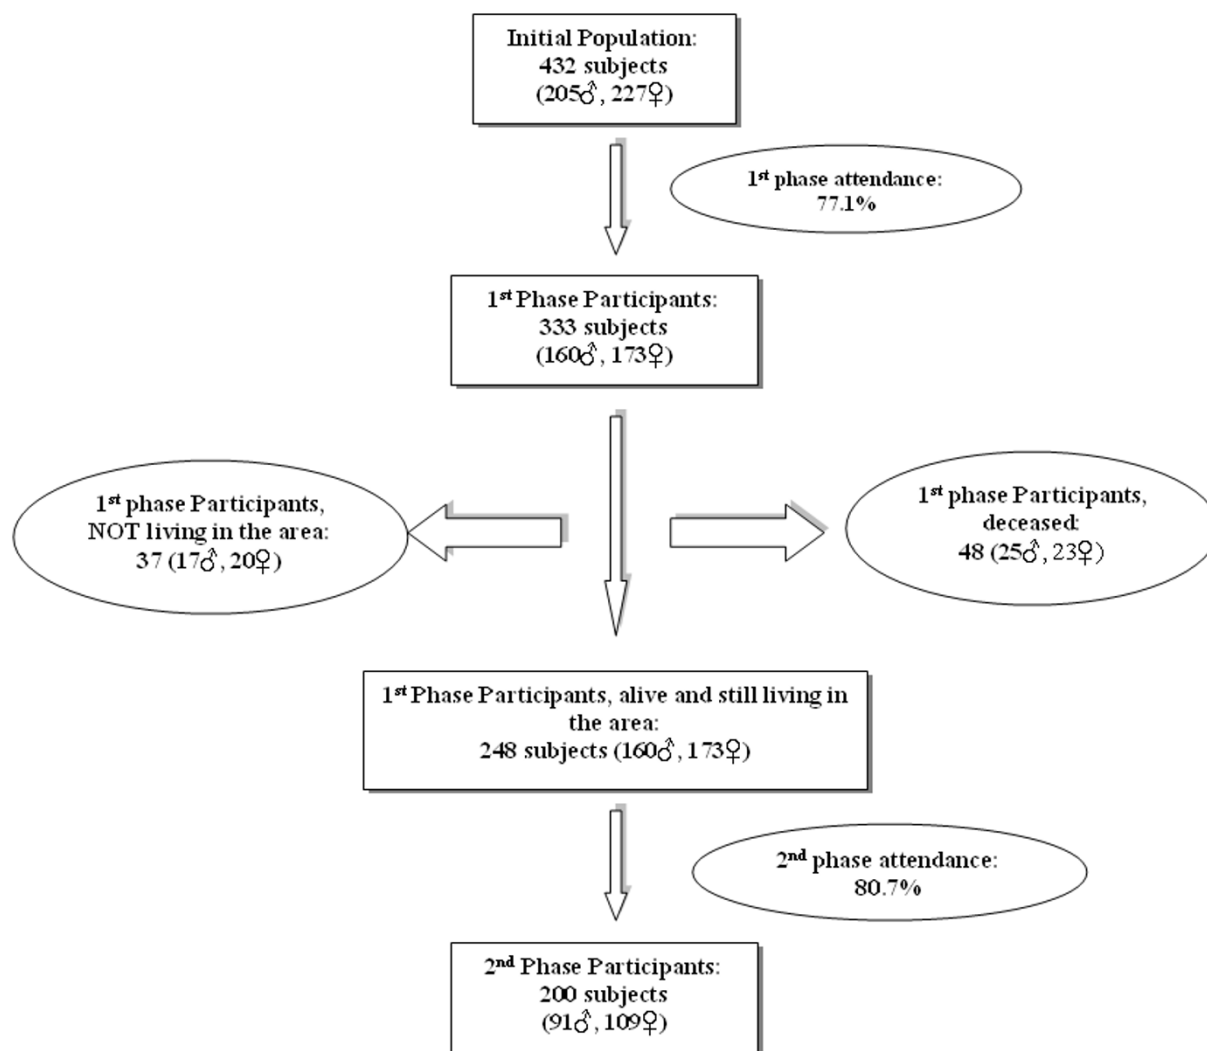 Initial Population:
432 subjects
(205♂, 227♀)
1st phase attendance:
77.1%
1st Phase Participants:
333 subjects
(160♂, 173♀)
1st phase Participants,
NOT living in the area:
37 (17♂, 20♀)
1st phase Participants,
deceased:
48 (25♂, 23♀)
1st Phase Participants, alive and still living in
the area:
248 subjects (160♂, 173♀)
2nd phase attendance:
80.7%
2nd Phase Participants:
200 subjects
(91♂, 109♀)